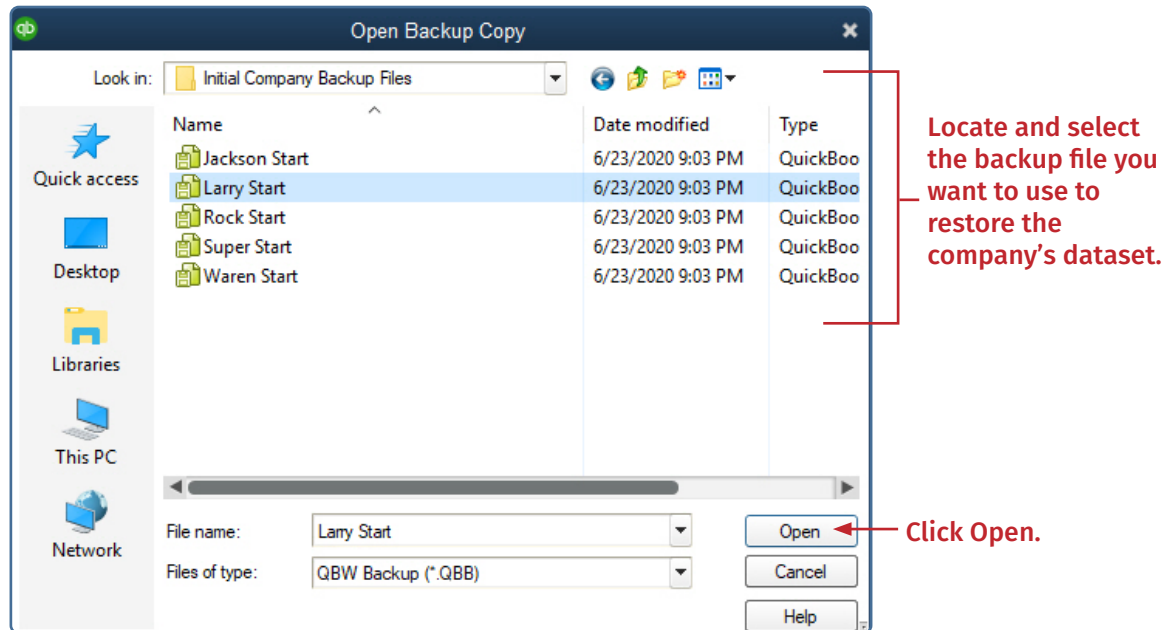 qb
Open Backup Copy
Look in:
Initial Company Backup Files
Name
Date modified
Type
Jackson Start
6/23/2020 9:03 PM
QuickBoo
Larry Start
6/23/2020 9:03 PM
QuickBoo
Rock Start
6/23/2020 9:03 PM
QuickBoo
Super Start
6/23/2020 9:03 PM
QuickBoo
Waren Start
6/23/2020 9:03 PM
QuickBoo
Quick access
Desktop
Libraries
This PC
Network
File name:
Larry Start
Open
Files of type:
QBW Backup (*.QBB)
Cancel
Help
Locate and select
the backup file you
want to use to
restore the
company’s dataset.
Click Open.